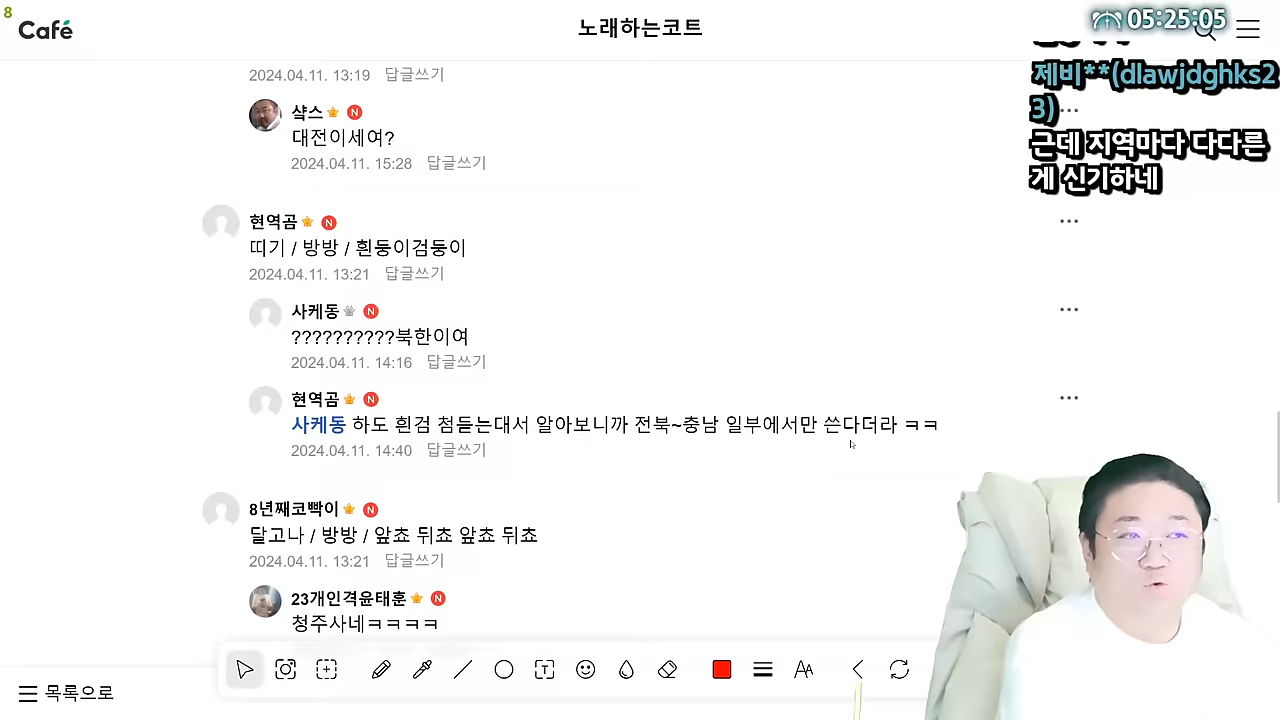 8
Café
노래하는코트
05:25:05
2024.04.11. 13:19 답글쓰기
제비**(dlawjdghks2
3)
근데 지역마다 다다른
게 신기하네
샄스 N
대전이세여?
2024.04.11. 15:28 답글쓰기
현역곰 N
띠기 / 방방 / 흰둥이검둥이
2024.04.11. 13:21 답글쓰기
사케동 N
??????????북한이여
2024.04.11. 14:16 답글쓰기
현역곰 N
사케동 하도 흰검 첨듣는대서 알아보니까 전북~충남 일부에서만 쓴다더라 ㅋㅋ
2024.04.11. 14:40 답글쓰기
8년째코빡이 N
달고나 / 방방 / 앞쵸 뒤쵸 앞쵸 뒤쵸
2024.04.11. 13:21 답글쓰기
23개인격윤태훈 N
청주사네ㅋㅋㅋㅋ
목록으로